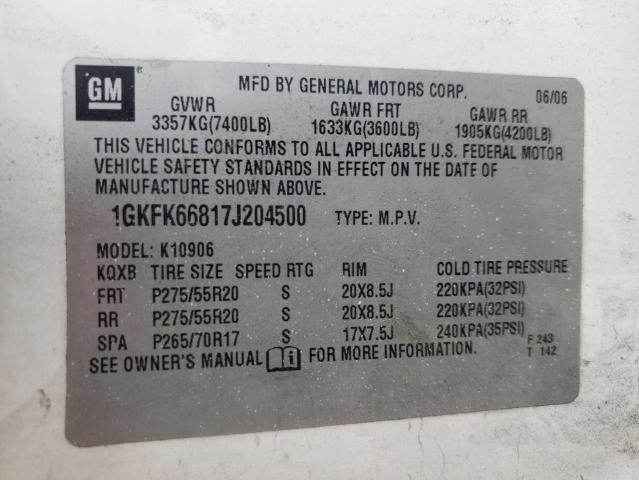 GM
MFD BY GENERAL MOTORS CORP. 06/06
GVWR GAWR FRT GAWR RR
3357KG(7400LB) 1633KG(3600LB) 1905KG(4200LB)
THIS VEHICLE CONFORMS TO ALL APPLICABLE U.S. FEDERAL MOTOR
VEHICLE SAFETY STANDARDS IN EFFECT ON THE DATE OF
MANUFACTURE SHOWN ABOVE.
1GKFK66817J204500 TYPE: M.P.V.
MODEL: K10906
KQXB TIRE SIZE SPEED RTG RIM COLD TIRE PRESSURE
FRT P275/55R20 S 20X8.5J 220KPA(32PSI)
RR P275/55R20 S 20X8.5J 220KPA(32PSI)
SPA P265/70R17 S 17X7.5J 240KPA(35PSI)
F 243
SEE OWNER'S MANUAL i FOR MORE INFORMATION. T 142